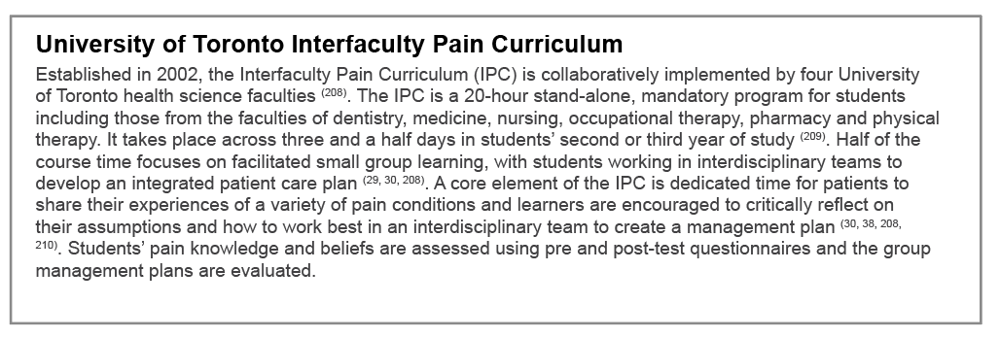 University of Toronto Interfaculty Pain Curriculum
Established in 2002, the Interfaculty Pain Curriculum (IPC) is collaboratively implemented by four University
of Toronto health science faculties (208). The IPC is a 20-hour stand-alone, mandatory program for students
including those from the faculties of dentistry, medicine, nursing, occupational therapy, pharmacy and physical
therapy. It takes place across three and a half days in students’ second or third year of study (209). Half of the
course time focuses on facilitated small group learning, with students working in interdisciplinary teams to
develop an integrated patient care plan (29, 30, 208). A core element of the IPC is dedicated time for patients to
share their experiences of a variety of pain conditions and learners are encouraged to critically reflect on
their assumptions and how to work best in an interdisciplinary team to create a management plan (30, 38, 208,
210). Students’ pain knowledge and beliefs are assessed using pre and post-test questionnaires and the group
management plans are evaluated.